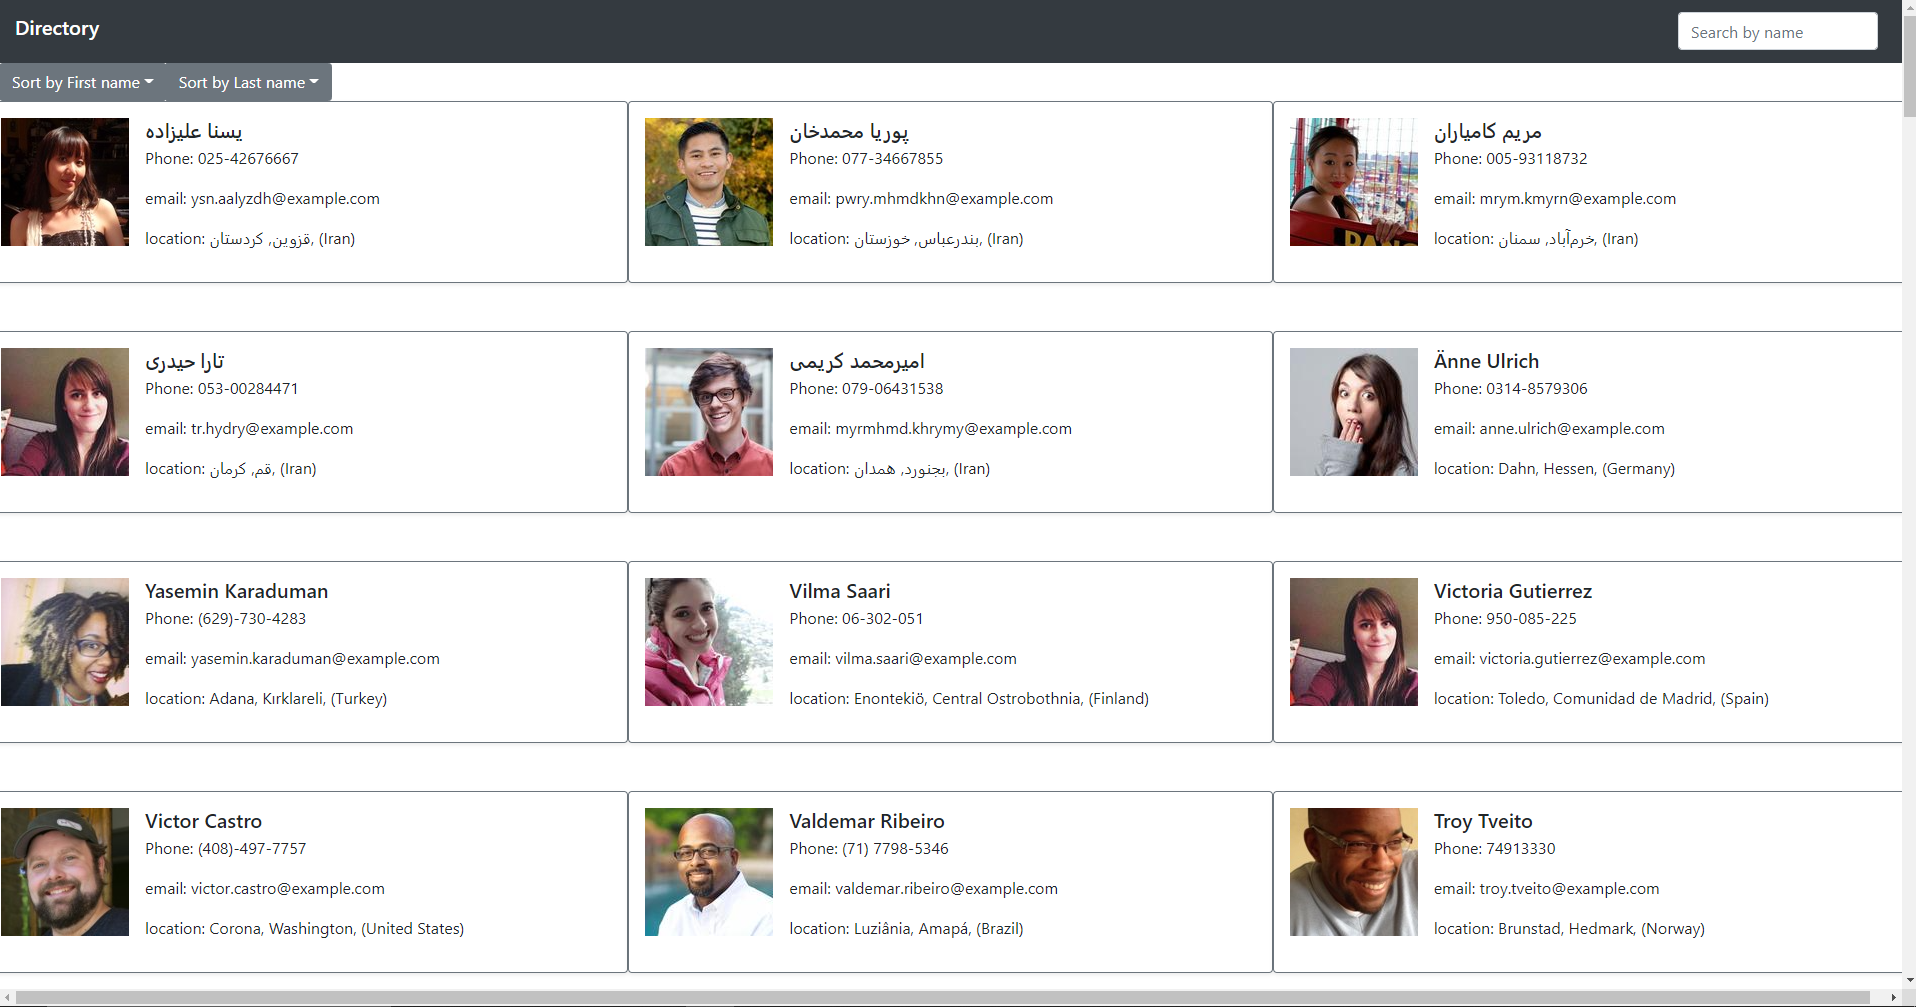 Directory
Search by name
Sort by First name
Sort by Last name
یسنا علیزاده
Phone: 025-42676667
email: ysn.aalyzdh@example.com
location: قزوین, کردستان, (Iran)
پوریا محمدخان
Phone: 077-34667855
email: pwry.mhmdkhn@example.com
location: بندرعباس, خوزستان, (Iran)
مریم کامیاران
Phone: 005-93118732
email: mrym.kmyrn@example.com
location: خرم‌آباد, سمنان, (Iran)
تارا حیدری
Phone: 053-00284471
email: tr.hydry@example.com
location: قم, کرمان, (Iran)
امیرمحمد کریمی
Phone: 079-06431538
email: myrmhmd.khrymy@example.com
location: بجنورد, همدان, (Iran)
Änne Ulrich
Phone: 0314-8579306
email: anne.ulrich@example.com
location: Dahn, Hessen, (Germany)
Yasemin Karaduman
Phone: (629)-730-4283
email: yasemin.karaduman@example.com
location: Adana, Kırklareli, (Turkey)
Vilma Saari
Phone: 06-302-051
email: vilma.saari@example.com
location: Enontekiö, Central Ostrobothnia, (Finland)
Victoria Gutierrez
Phone: 950-085-225
email: victoria.gutierrez@example.com
location: Toledo, Comunidad de Madrid, (Spain)
Victor Castro
Phone: (408)-497-7757
email: victor.castro@example.com
location: Corona, Washington, (United States)
Valdemar Ribeiro
Phone: (71) 7798-5346
email: valdemar.ribeiro@example.com
location: Luziânia, Amapá, (Brazil)
Troy Tveito
Phone: 74913330
email: troy.tveito@example.com
location: Brunstad, Hedmark, (Norway)